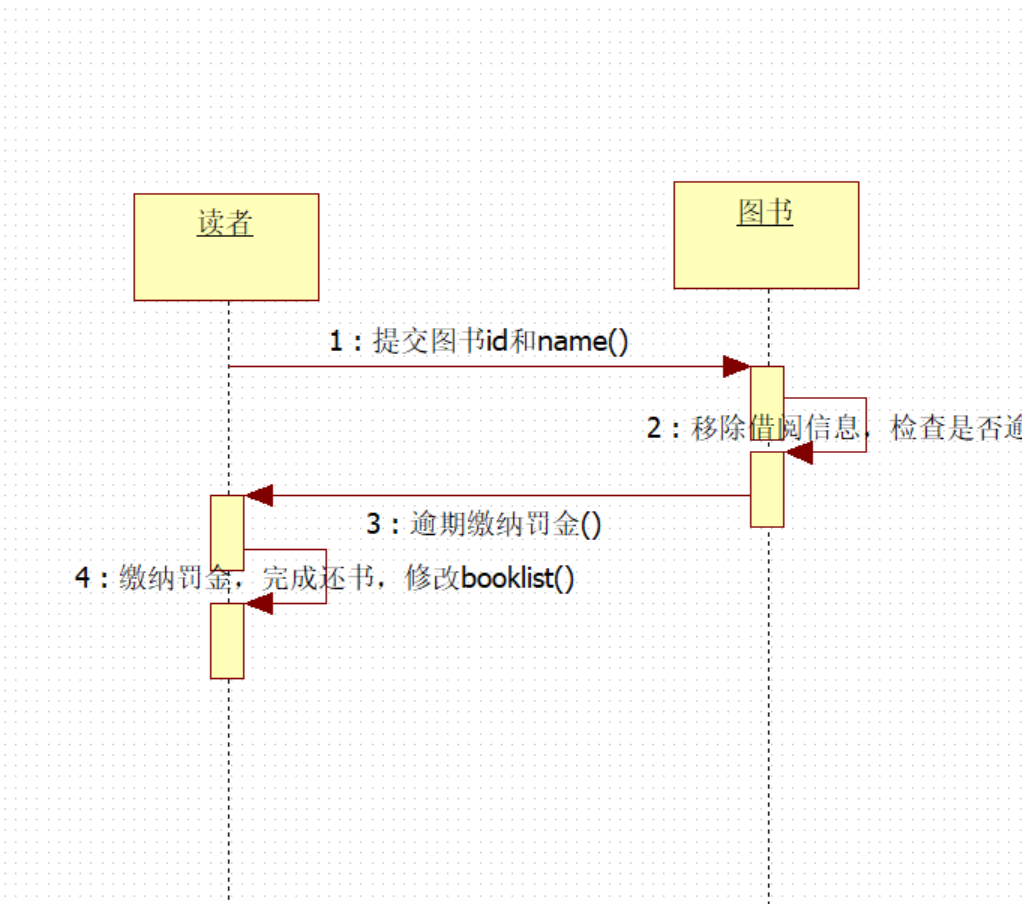 读者
图书
1：提交图书id和name()
2：移除借阅信息，检查是否逾
3：逾期缴纳罚金()
4：缴纳罚金，完成还书，修改booklist()